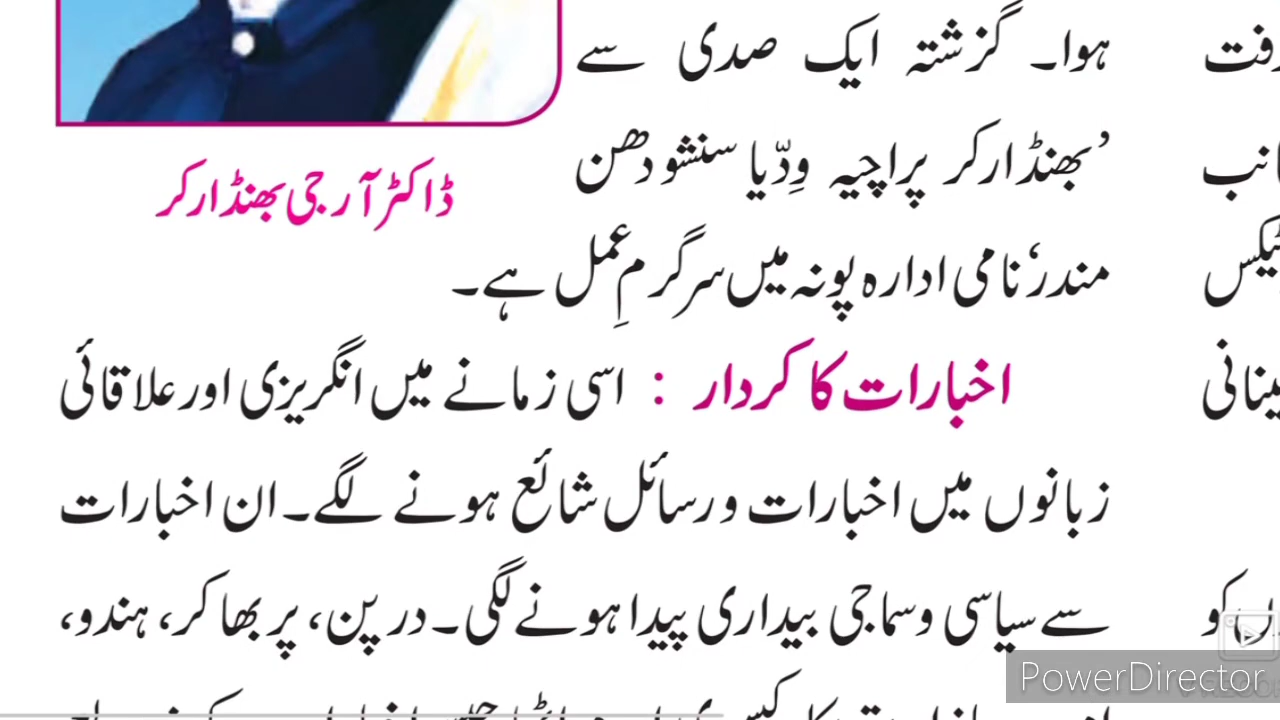 ہوا۔ گزشتہ ایک صدی سے
’بھنڈارکر پراچیہ وِدّیا سنشودھن
مندر‘ نامی ادارہ پونہ میں سرگرمِ عمل ہے۔
ڈاکٹر آر جی بھنڈارکر
اخبارات کا کردار : اسی زمانے میں انگریزی اور علاقائی
زبانوں میں اخبارات و رسائل شائع ہونے لگے۔ ان اخبارات
سے سیاسی و سماجی بیداری پیدا ہونے لگی۔ درپن، پربھاکر، ہندو،
PowerDirector